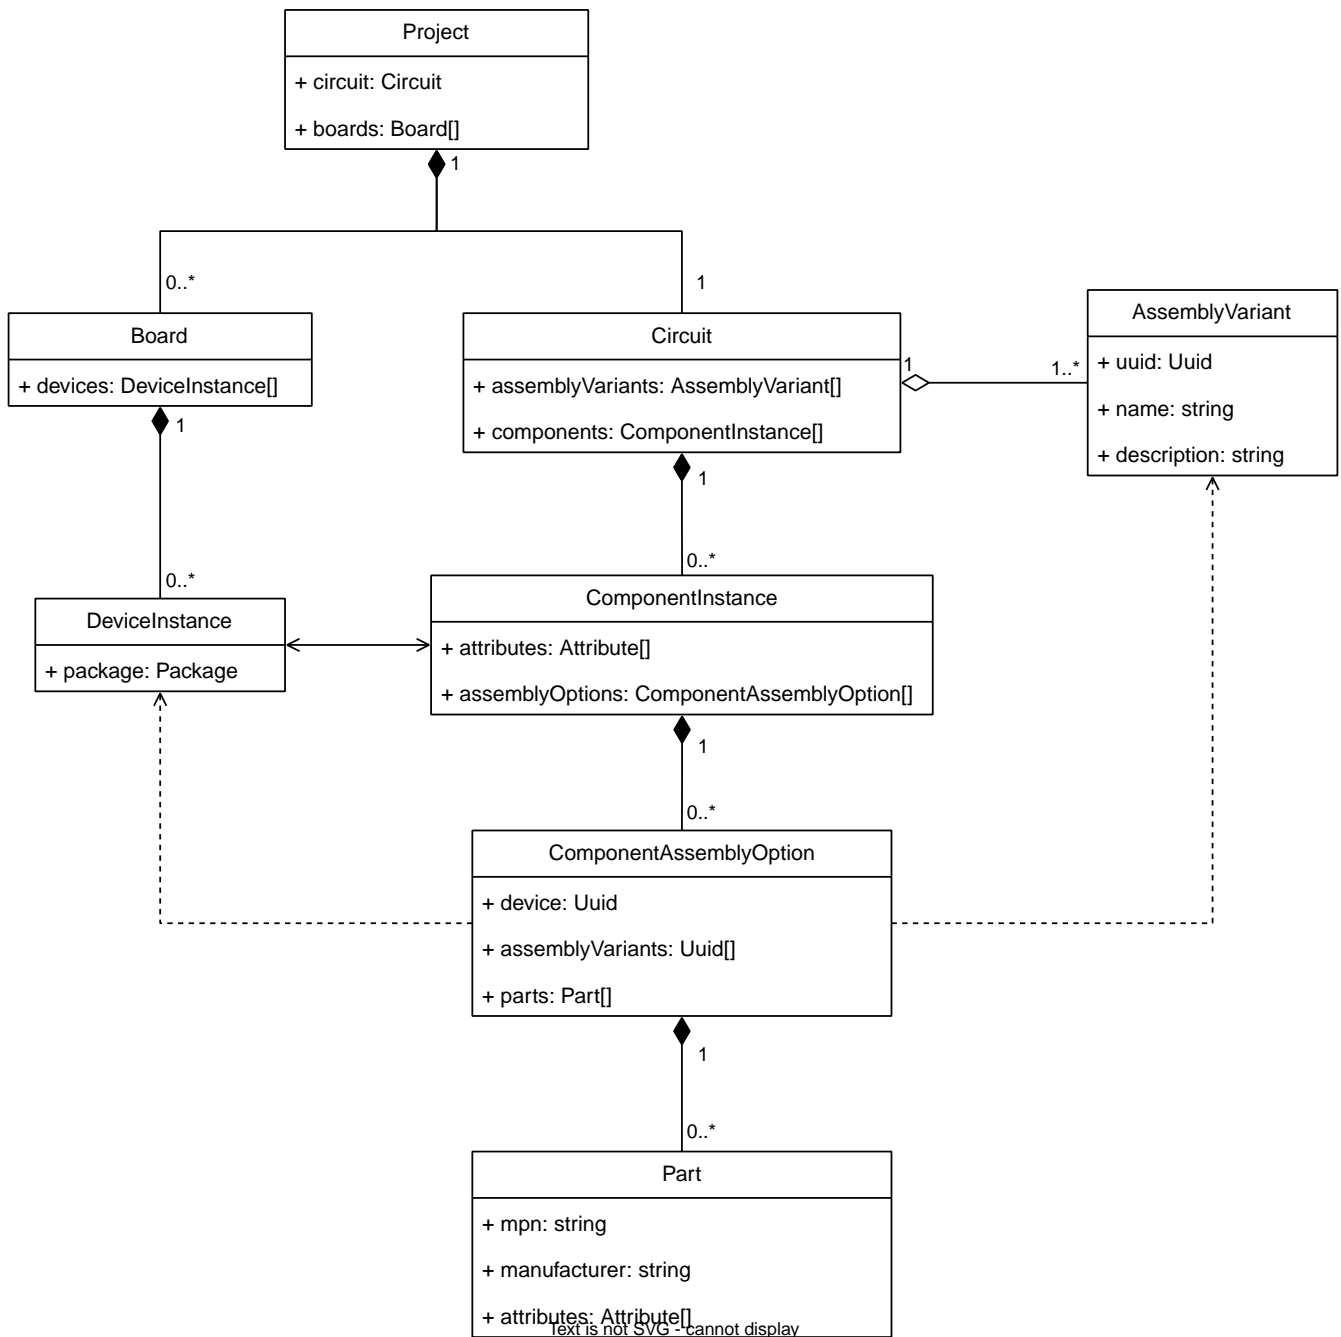 Project
+ circuit: Circuit
+ boards: Board[]
1
0..*
1
Board
+ devices: DeviceInstance[]
1
Circuit
+ assemblyVariants: AssemblyVariant[]
+ components: ComponentInstance[]
1
1
1..*
AssemblyVariant
+ uuid: Uuid
+ name: string
+ description: string
0..*
DeviceInstance
+ package: Package
0..*
ComponentInstance
+ attributes: Attribute[]
+ assemblyOptions: ComponentAssemblyOption[]
1
0..*
ComponentAssemblyOption
+ device: Uuid
+ assemblyVariants: Uuid[]
+ parts: Part[]
1
0..*
Part
+ mpn: string
+ manufacturer: string
+ attributes: Attribute[]
Text is not SVG - cannot display